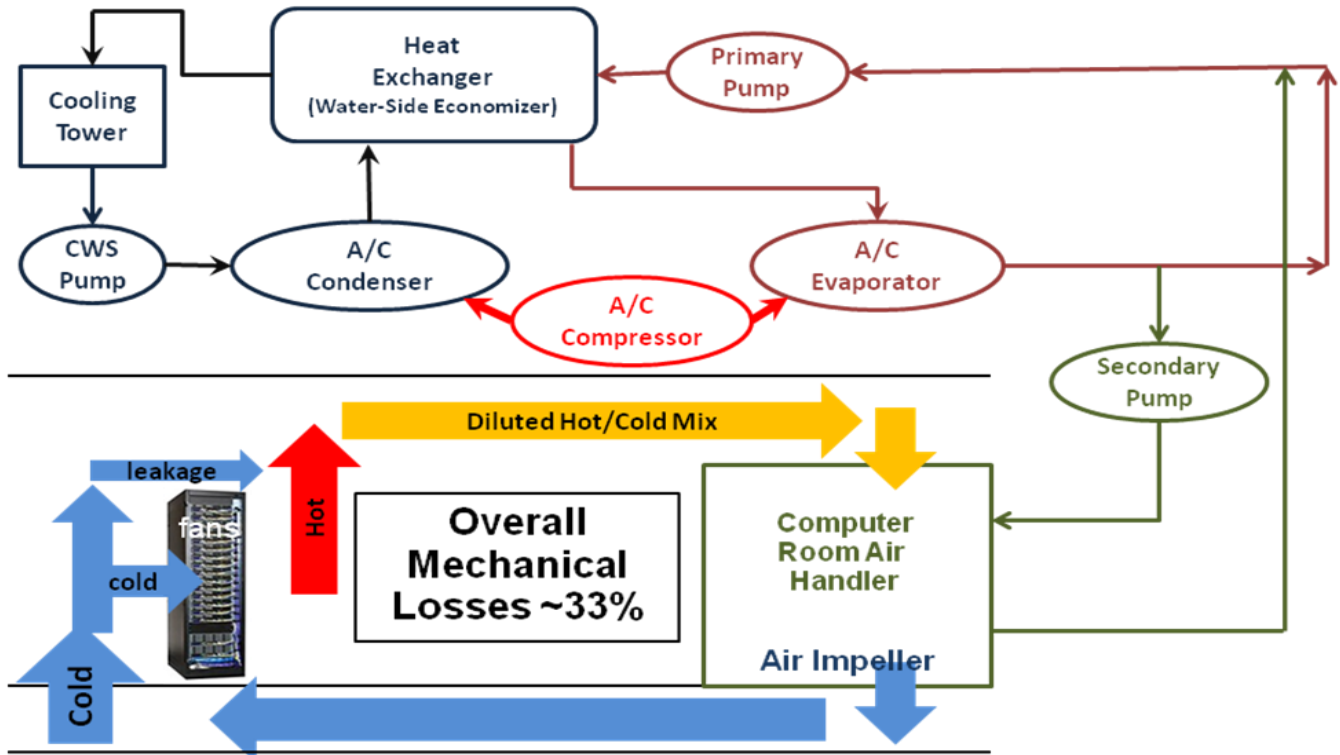 Heat
Exchanger
(Water-Side Economizer)
Primary
Pump
Cooling
Tower
CWS
Pump
A/C
Condenser
A/C
Compressor
A/C
Evaporator
Secondary
Pump
Diluted Hot/Cold Mix
leakage
fans
Hot
cold
Cold
Overall
Mechanical
Losses ~33%
Computer
Room Air
Handler
Air Impeller